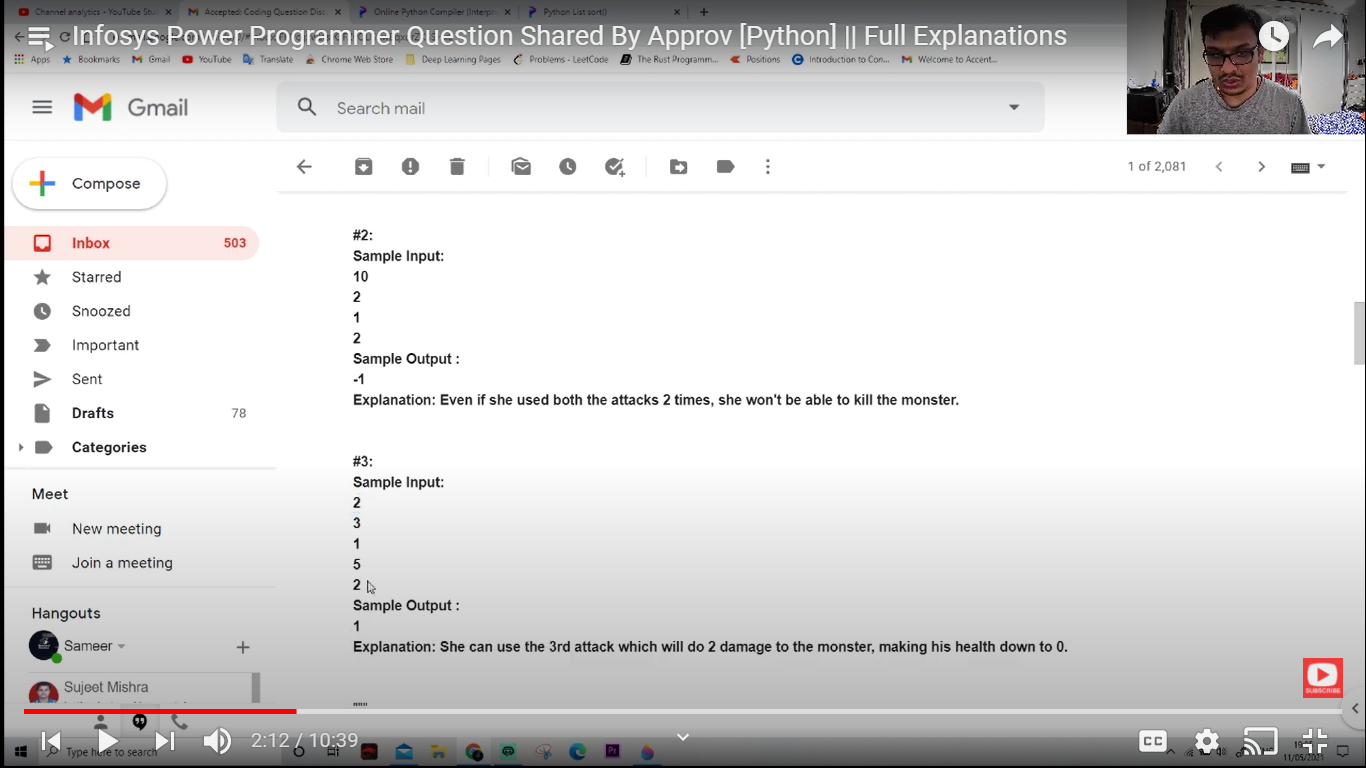 Channel analytics - YouTube Stu
Accepted: Coding Question Dis
Online Python Compiler (Interpr
Python List sort()
Infosys Power Programmer Question Shared By Approv [Python] || Full Explanations
Apps
Bookmarks
Gmail
YouTube
Translate
Chrome Web Store
Deep Learning Pages
Problems - LeetCode
The Rust Programm...
Positions
Introduction to Con...
Welcome to Accent...
Gmail
Search mail
Compose
1 of 2,081
Inbox 503
Starred
Snoozed
Important
Sent
Drafts 78
Categories
Meet
New meeting
Join a meeting
Hangouts
Sameer
Sujeet Mishra
#2:
Sample Input:
10
2
1
2
Sample Output :
-1
Explanation: Even if she used both the attacks 2 times, she won't be able to kill the monster.
#3:
Sample Input:
2
3
1
5
2
Sample Output :
1
Explanation: She can use the 3rd attack which will do 2 damage to the monster, making his health down to 0.
"""
SUBSCRIBE
2:12 / 10:39
CC
Type here to search
11/05/2021